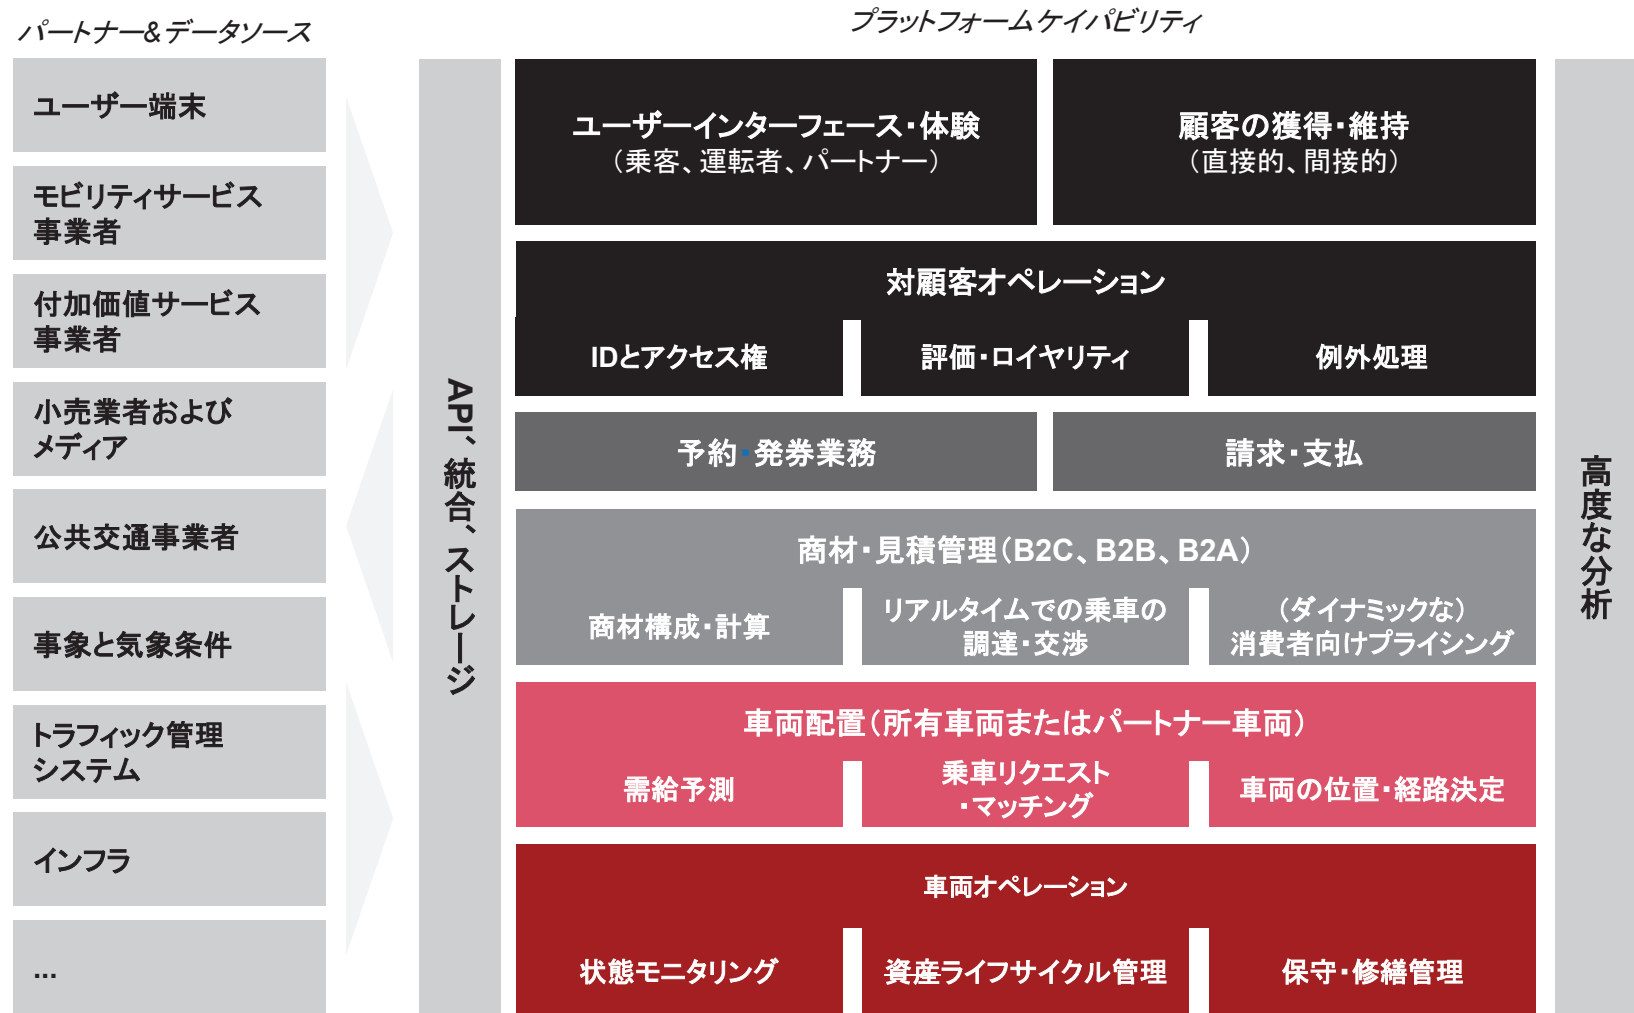 パートナー&データソース
ユーザー端末
モビリティサービス
事業者
付加価値サービス
事業者
小売業者および
メディア
公共交通事業者
事象と気象条件
トラフィック管理
システム
インフラ
...
プラットフォームケイパビリティ
API、統合、ストレージ
ユーザーインターフェース・体験
（乗客、運転者、パートナー）
顧客の獲得・維持
（直接的、間接的）
対顧客オペレーション
IDとアクセス権
評価・ロイヤリティ
例外処理
予約・発券業務
請求・支払
商材・見積管理（B2C、B2B、B2A）
商材構成・計算
リアルタイムでの乗車の
調達・交渉
（ダイナミックな）
消費者向けプライシング
車両配置（所有車両またはパートナー車両）
需給予測
乗車リクエスト
・マッチング
車両の位置・経路決定
車両オペレーション
状態モニタリング
資産ライフサイクル管理
保守・修繕管理
高度な分析